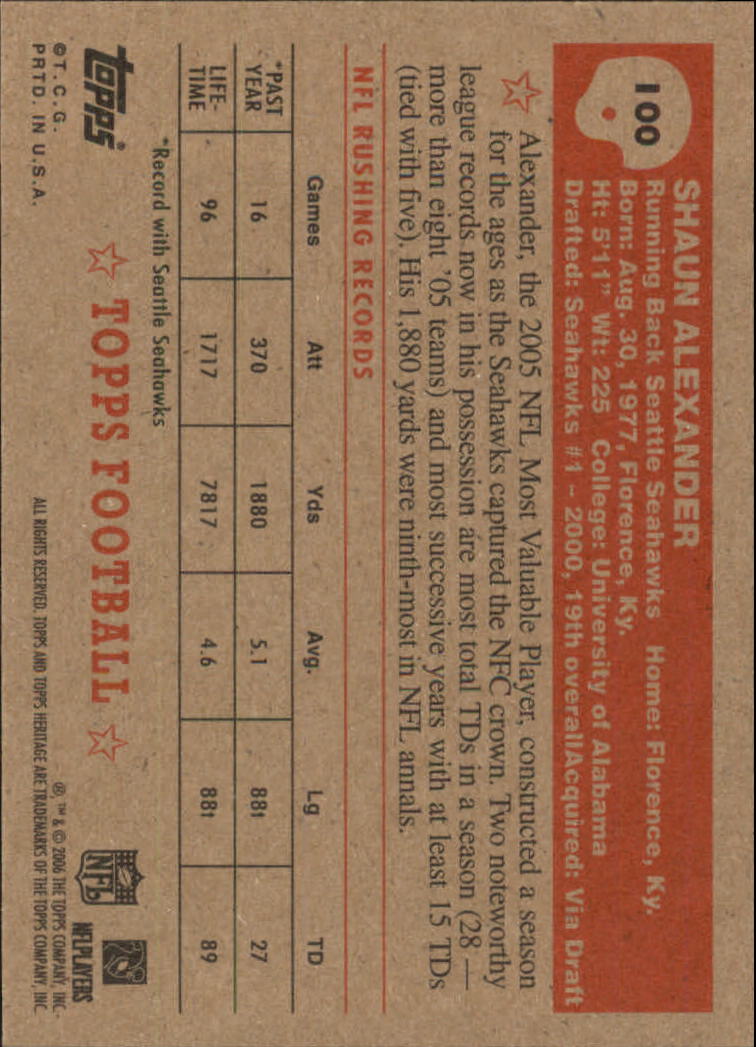 100
SHAUN ALEXANDER
Running Back Seattle Seahawks Home: Florence, Ky.
Born: Aug. 30, 1977, Florence, Ky.
Ht: 5'11" Wt: 225 College: University of Alabama
Drafted: Seahawks #1 - 2000, 19th overall/Acquired: Via Draft
Alexander, the 2005 NFL Most Valuable Player, constructed a season
for the ages as the Seahawks captured the NFC crown. Two noteworthy
league records now in his possession are most total TDs in a season (28 —
more than eight '05 teams) and most successive years with at least 15 TDs
(tied with five). His 1,880 yards were ninth-most in NFL annals.
NFL RUSHING RECORDS
Games Att Yds Avg. Lg TD
*PAST YEAR 16 370 1880 5.1 88t 27
LIFE-TIME 96 1717 7817 4.6 88t 89
*Record with Seattle Seahawks
topps®
TOPPS FOOTBALL
NFL
NFLPLAYERS
©T.C.G.
PRTD. IN U.S.A.
®, ™ & © 2006 THE TOPPS COMPANY, INC.
ALL RIGHTS RESERVED. TOPPS AND TOPPS HERITAGE ARE TRADEMARKS OF THE TOPPS COMPANY, INC.